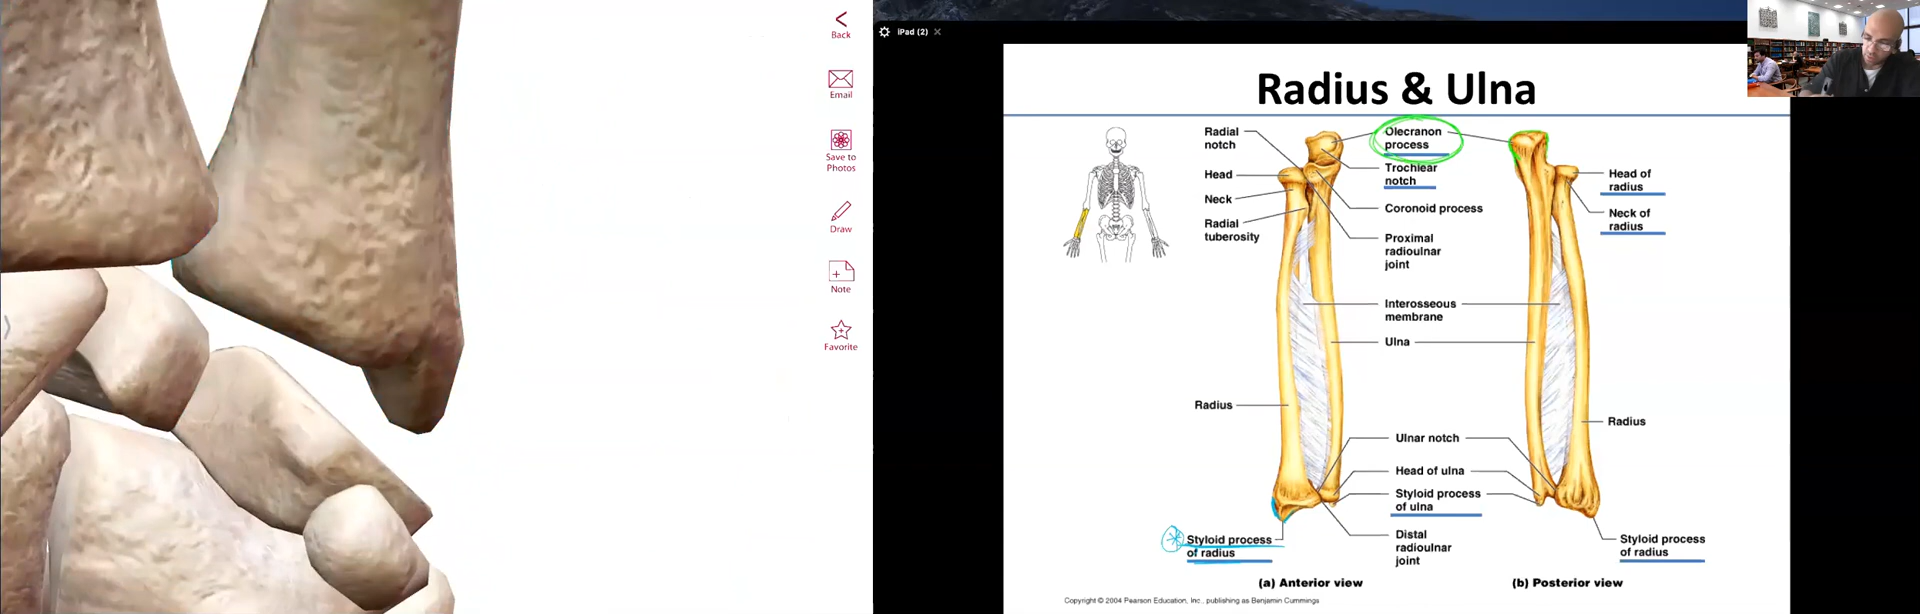 Back
Email
Save to
Photos
Draw
Note
Favorite
iPad (2)
Radius & Ulna
Radial
notch
Head
Neck
Radial
tuberosity
Olecranon
process
Trochlear
notch
Coronoid process
Proximal
radioulnar
joint
Interosseous
membrane
Ulna
Radius
Ulnar notch
Head of ulna
Styloid process
of ulna
Distal
radioulnar
joint
Styloid process
of radius
Head of
radius
Neck of
radius
Radius
Styloid process
of radius
(a) Anterior view
(b) Posterior view
Copyright © 2004 Pearson Education, Inc., publishing as Benjamin Cummings